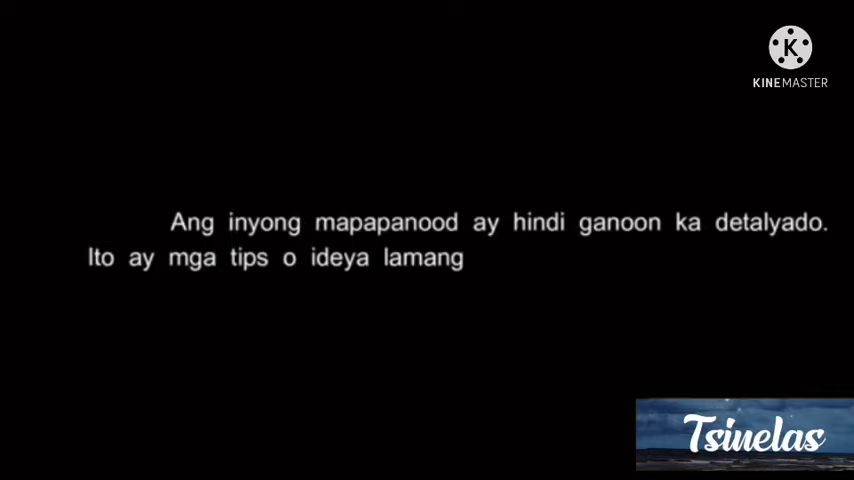 K
KINEMASTER
Ang inyong mapapanood ay hindi ganoon ka detalyado.
Ito ay mga tips o ideya lamang
Tsinelas